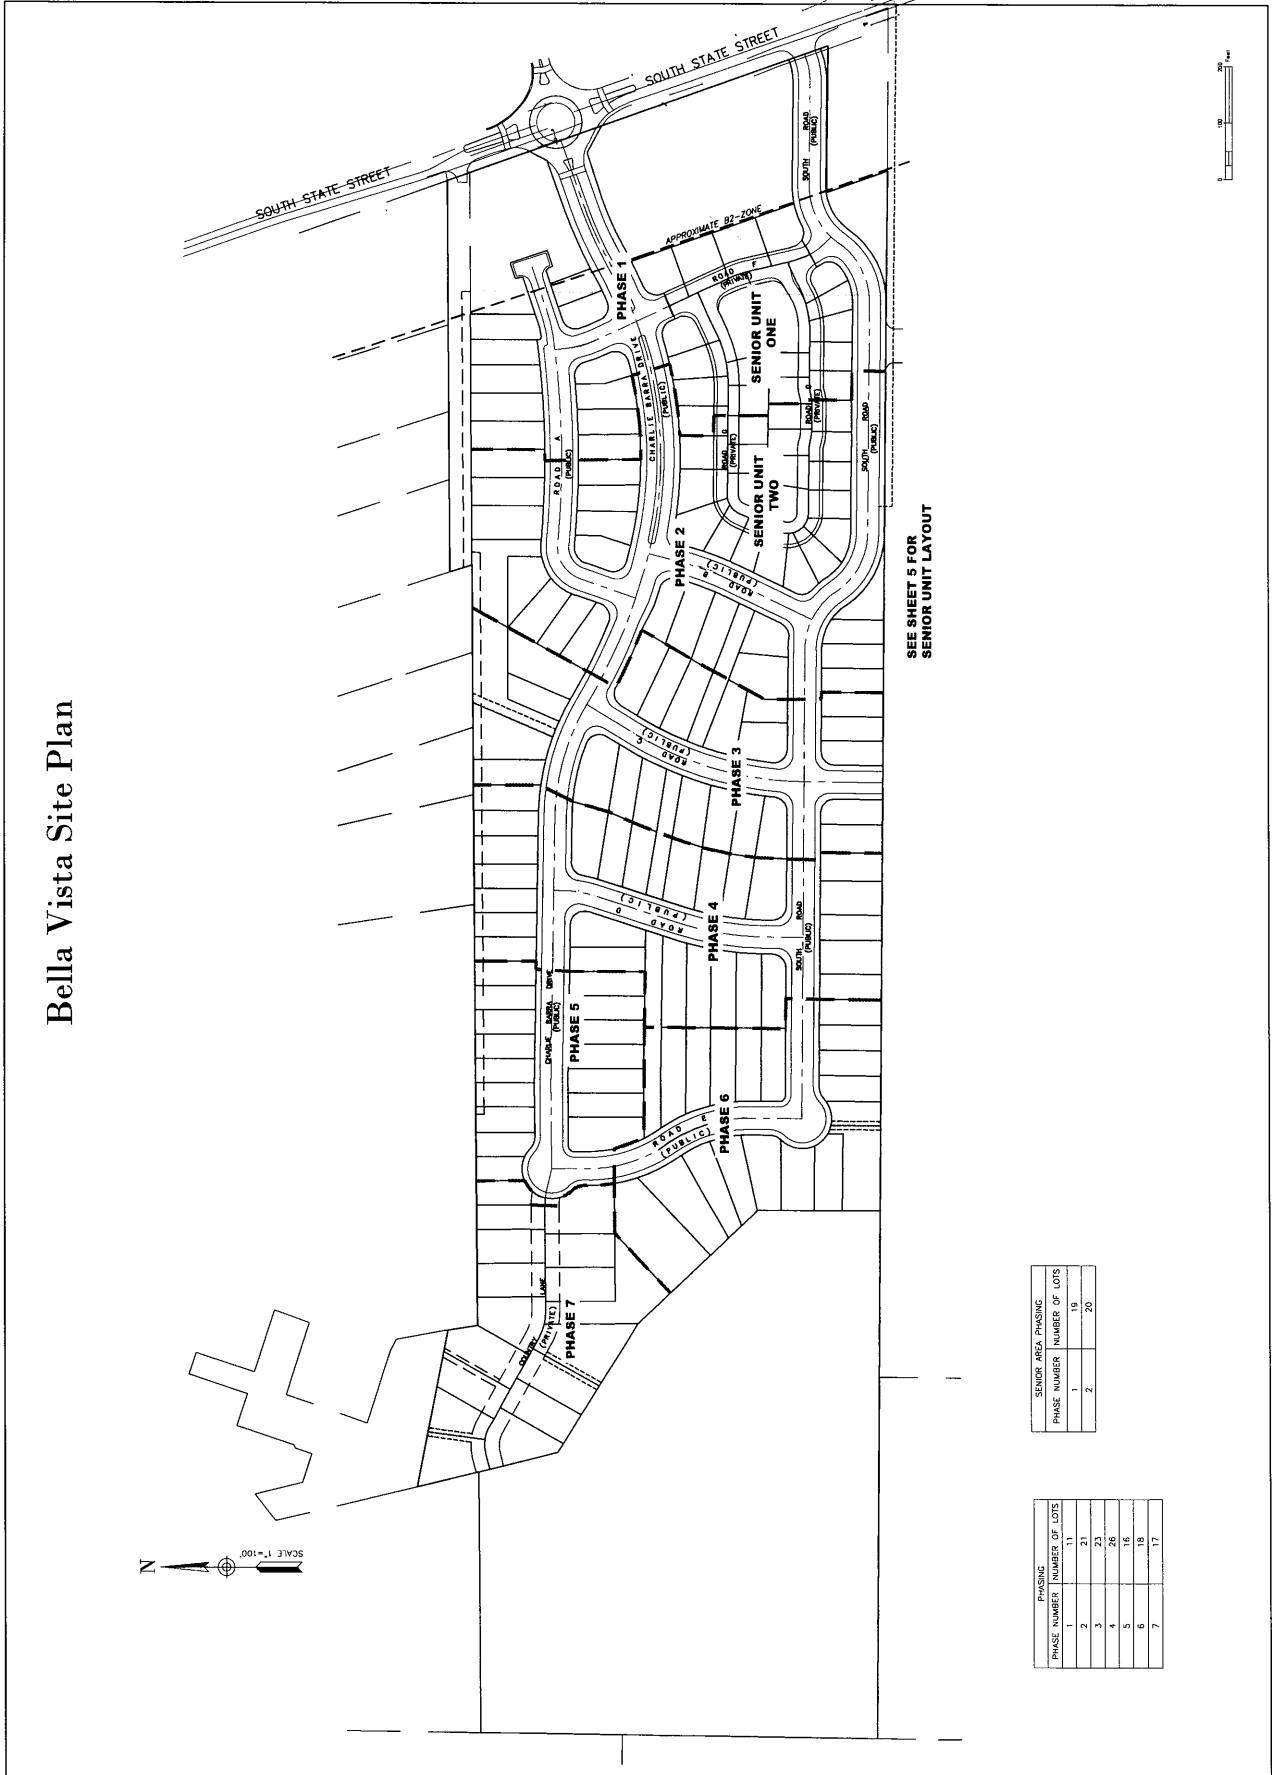 Bella Vista Site Plan
N
SCALE 1"=100'
SOUTH STATE STREET
SOUTH STATE STREET
SOUTH ROAD
(PUBLIC)
APPROXIMATE B2-ZONE
PHASE 1
ROAD F
(PRIVATE)
SENIOR UNIT
ONE
CHARLIE BARRA DRIVE
(PUBLIC)
ROAD A
(PUBLIC)
ROAD G
(PRIVATE)
ROAD G
(PRIVATE)
SENIOR UNIT
TWO
SOUTH ROAD
(PUBLIC)
PHASE 2
ROAD B
(PUBLIC)
SEE SHEET 5 FOR
SENIOR UNIT LAYOUT
ROAD C
(PUBLIC)
PHASE 3
ROAD D
(PUBLIC)
PHASE 4
SOUTH ROAD
(PUBLIC)
CHARLIE BARRA DRIVE
(PUBLIC)
PHASE 5
ROAD E
(PUBLIC)
PHASE 6
COUNTRY LANE
(PRIVATE)
PHASE 7
PHASING
PHASE NUMBER NUMBER OF LOTS
1 11
2 21
3 23
4 26
5 16
6 18
7 17
SENIOR AREA PHASING
PHASE NUMBER NUMBER OF LOTS
1 19
2 20
0 100 200
Feet